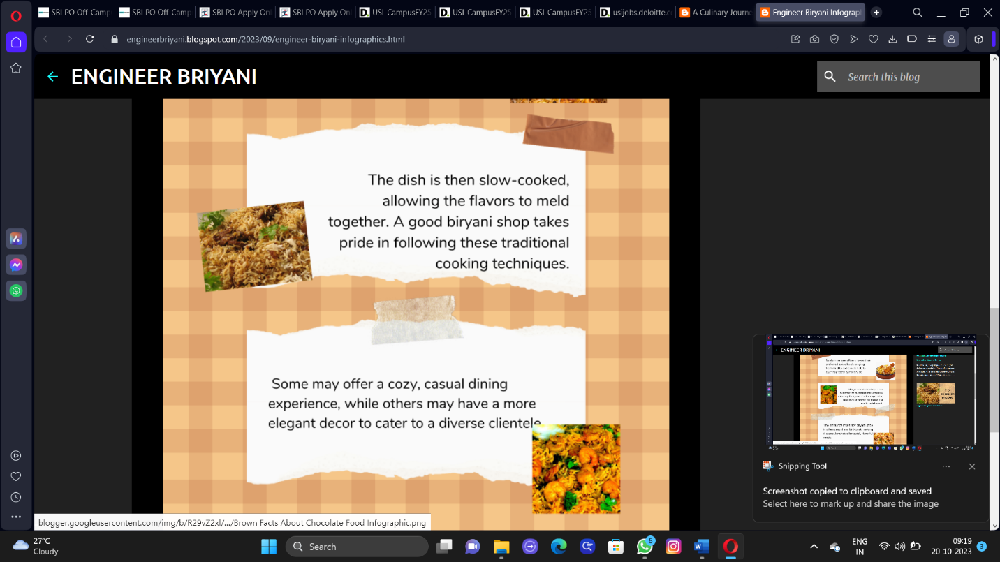 SBI PO Off-Camp
SBI PO Off-Camp
SBI PO Apply Onl
SBI PO Apply Onl
USI-CampusFY25
USI-CampusFY25
USI-CampusFY25
usijobs.deloitte.c
A Culinary Journe
Engineer Biryani Infograp
engineerbriyani.blogspot.com/2023/09/engineer-biryani-infographics.html
ENGINEER BRIYANI
Search this blog
The dish is then slow-cooked,
allowing the flavors to meld
together. A good biryani shop takes
pride in following these traditional
cooking techniques.
Some may offer a cozy, casual dining
experience, while others may have a more
elegant decor to cater to a diverse clientele
ENGINEER BRIYANI
Snipping Tool
Screenshot copied to clipboard and saved
Select here to mark up and share the image
blogger.googleusercontent.com/img/b/R29vZ2xl/.../Brown Facts About Chocolate Food Infographic.png
27°C
Cloudy
Search
6
ENG
IN
09:19
20-10-2023
3